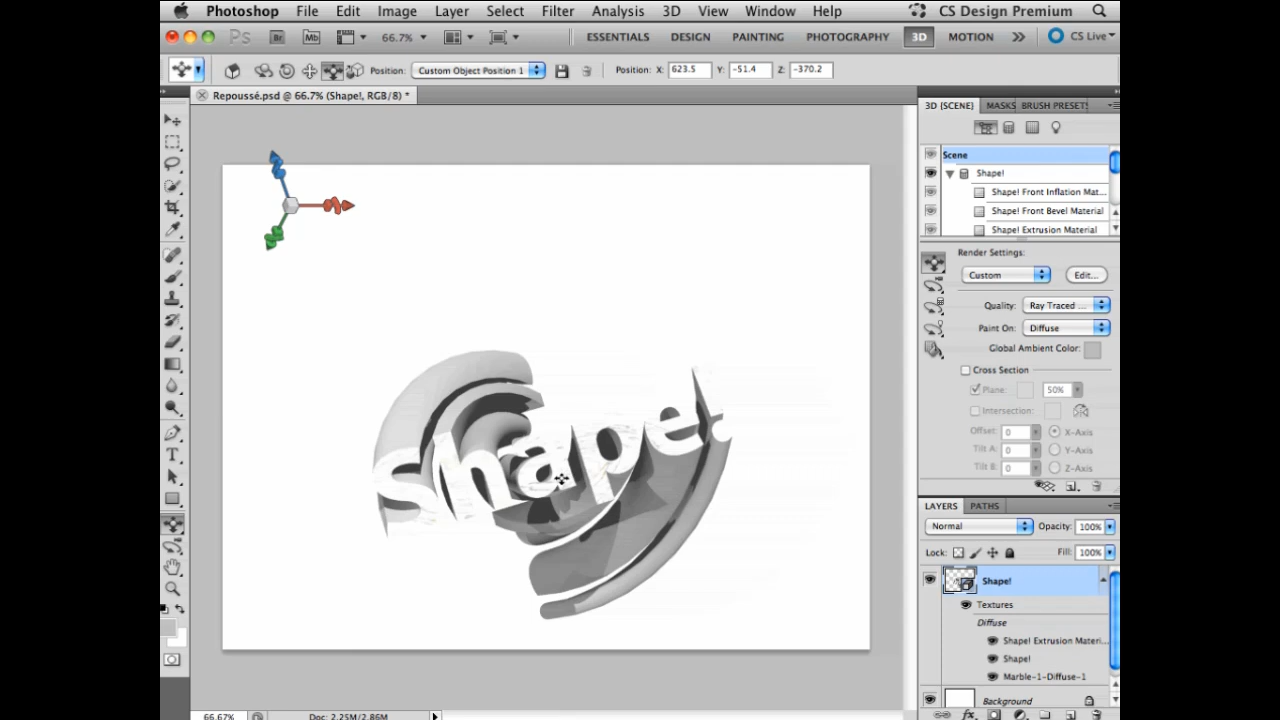 Photoshop File Edit Image Layer Select Filter Analysis 3D View Window Help CS Design Premium
Ps Br Mb 66.7% ESSENTIALS DESIGN PAINTING PHOTOGRAPHY 3D MOTION >> CS Live
Position: Custom Object Position 1 Position: X: 623.5 Y: -51.4 Z: -370.2
Repoussé.psd @ 66.7% (Shape!, RGB/8) *
3D {SCENE} MASKS BRUSH PRESET
Scene
Shape!
Shape! Front Inflation Mat...
Shape! Front Bevel Material
Shape! Extrusion Material
Render Settings:
Custom Edit...
Quality: Ray Traced ...
Paint On: Diffuse
Global Ambient Color:
Cross Section
Plane: 50%
Intersection:
Offset: 0 X-Axis
Tilt A: 0 Y-Axis
Tilt B: 0 Z-Axis
Shape!
LAYERS PATHS
Normal Opacity: 100%
Lock: Fill: 100%
Shape!
Textures
Diffuse
Shape! Extrusion Materi...
Shape!
Marble-1-Diffuse-1
Background
66.67% Doc: 2.25M/2.86M